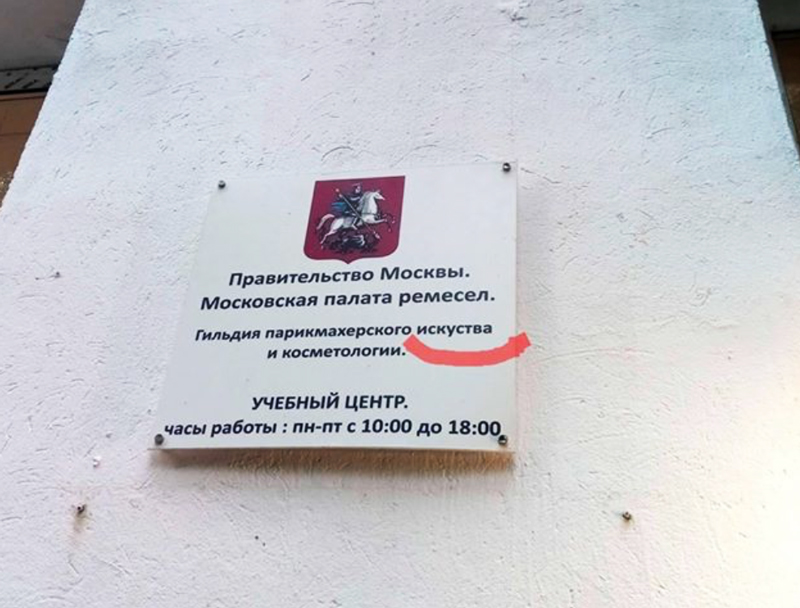 Правительство Москвы.
Московская палата ремесел.
Гильдия парикмахерского искуства
и косметологии.
УЧЕБНЫЙ ЦЕНТР.
часы работы : пн-пт с 10:00 до 18:00